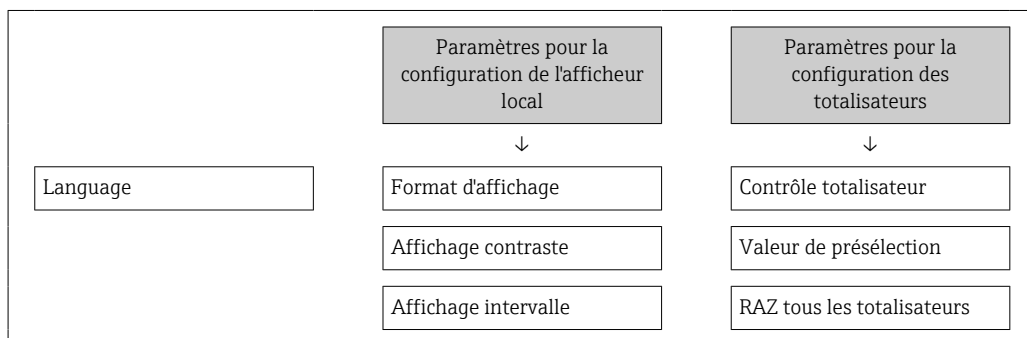 Paramètres pour la
configuration de l'afficheur
local
Paramètres pour la
configuration des
totalisateurs
↓
↓
Language
Format d'affichage
Contrôle totalisateur
Affichage contraste
Valeur de présélection
Affichage intervalle
RAZ tous les totalisateurs